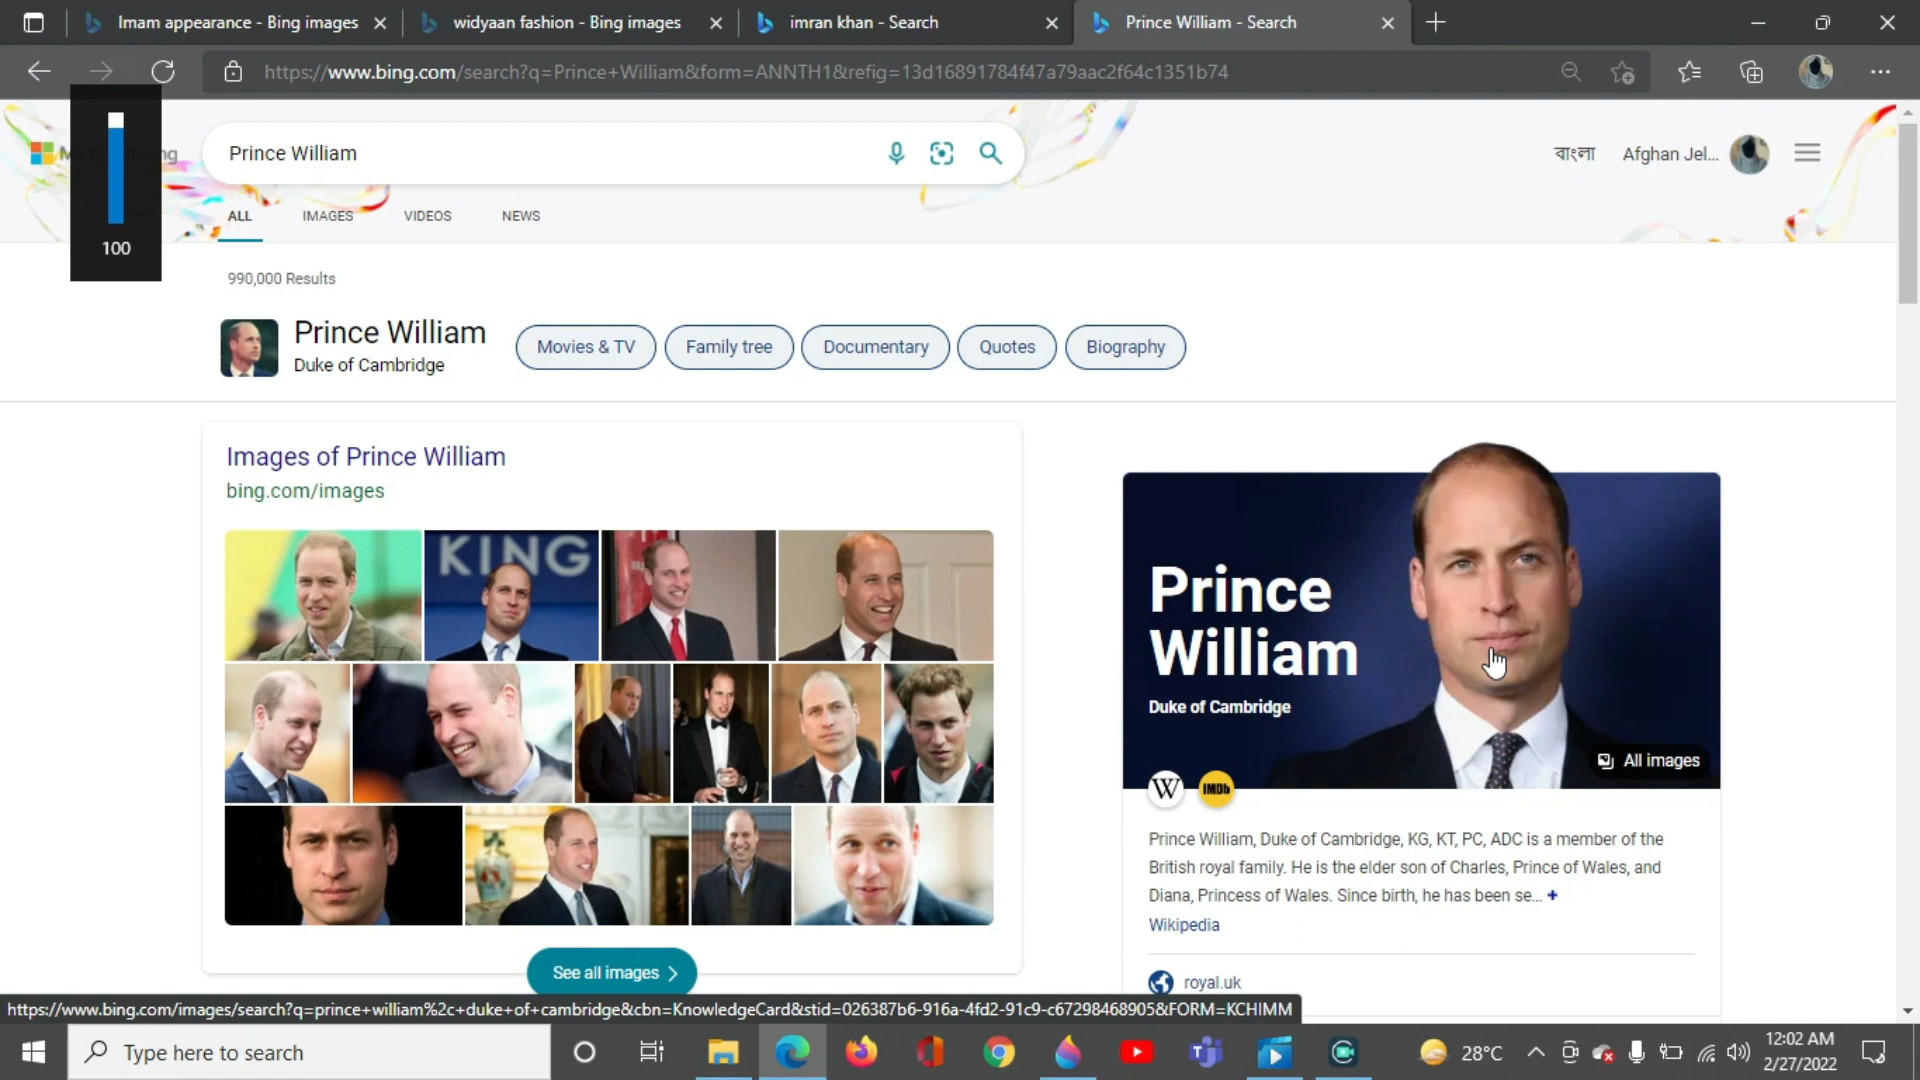 Imam appearance - Bing images
widyaan fashion - Bing images
imran khan - Search
Prince William - Search
https://www.bing.com/search?q=Prince+William&form=ANNTH1&refig=13d16891784f47a79aac2f64c1351b74
100
Prince William
বাংলা
Afghan Jel...
ALL
IMAGES
VIDEOS
NEWS
990,000 Results
Prince William
Duke of Cambridge
Movies & TV
Family tree
Documentary
Quotes
Biography
Images of Prince William
bing.com/images
KING
See all images
Prince
William
Duke of Cambridge
All images
W
IMDb
Prince William, Duke of Cambridge, KG, KT, PC, ADC is a member of the
British royal family. He is the elder son of Charles, Prince of Wales, and
Diana, Princess of Wales. Since birth, he has been se... +
Wikipedia
royal.uk
https://www.bing.com/images/search?q=prince+william%2c+duke+of+cambridge&cbn=KnowledgeCard&stid=026387b6-916a-4fd2-91c9-c67298468905&FORM=KCHIMM
Type here to search
28°C
12:02 AM
2/27/2022